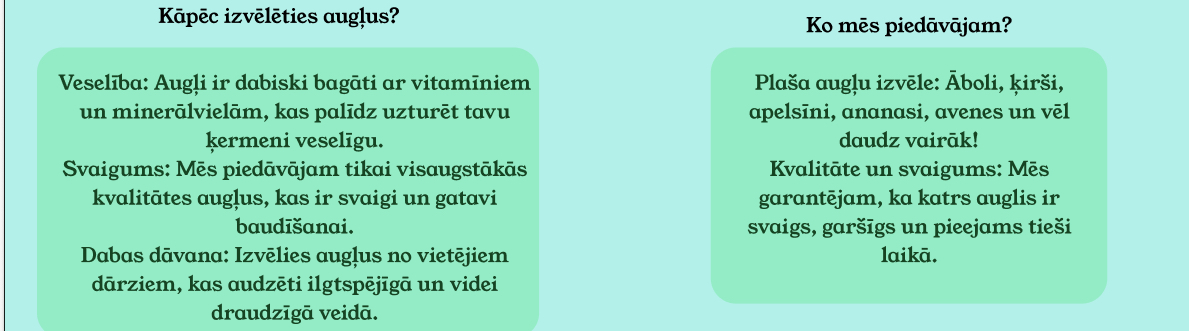 Kāpēc izvēlēties augļus?
Veselība: Augļi ir dabiski bagāti ar vitamīniem
un minerālvielām, kas palīdz uzturēt tavu
ķermeni veselīgu.
Svaigums: Mēs piedāvājam tikai visaugstākās
kvalitātes augļus, kas ir svaigi un gatavi
baudīšanai.
Dabas dāvana: Izvēlies augļus no vietējiem
dārziem, kas audzēti ilgtspējīgā un videi
draudzīgā veidā.
Ko mēs piedāvājam?
Plaša augļu izvēle: Āboli, ķirši,
apelsīni, ananasi, avenes un vēl
daudz vairāk!
Kvalitāte un svaigums: Mēs
garantējam, ka katrs auglis ir
svaigs, garšīgs un pieejams tieši
laikā.